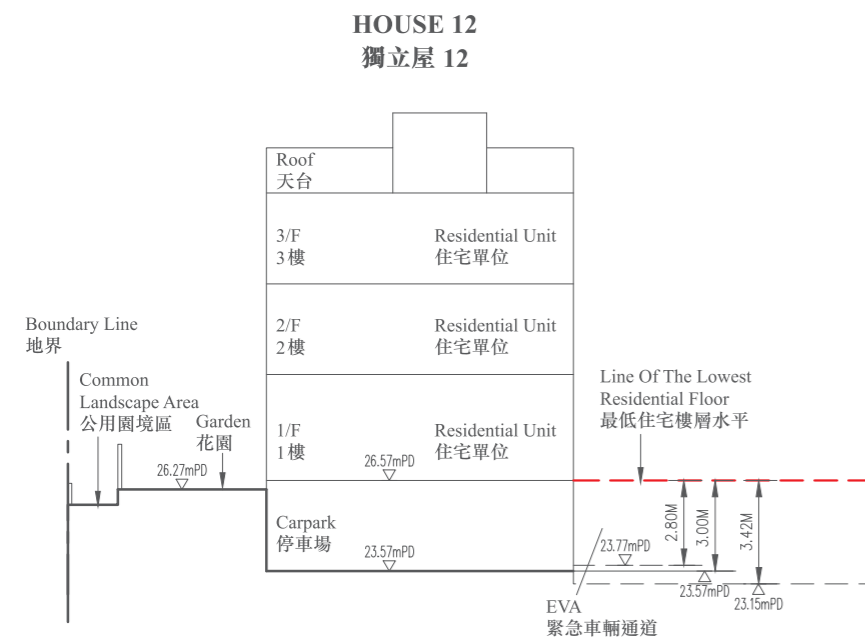 HOUSE 12
獨立屋 12
Roof
天台
3/F
3樓
Residential Unit
住宅單位
2/F
2樓
Residential Unit
住宅單位
Boundary Line
地界
Common
Landscape Area
公用園境區
Garden
花園
26.27mPD
1/F
1樓
26.57mPD
Residential Unit
住宅單位
Line Of The Lowest
Residential Floor
最低住宅樓層水平
Carpark
停車場
23.57mPD
2.80M
3.00M
3.42M
23.77mPD
23.57mPD
23.15mPD
EVA
緊急車輛通道